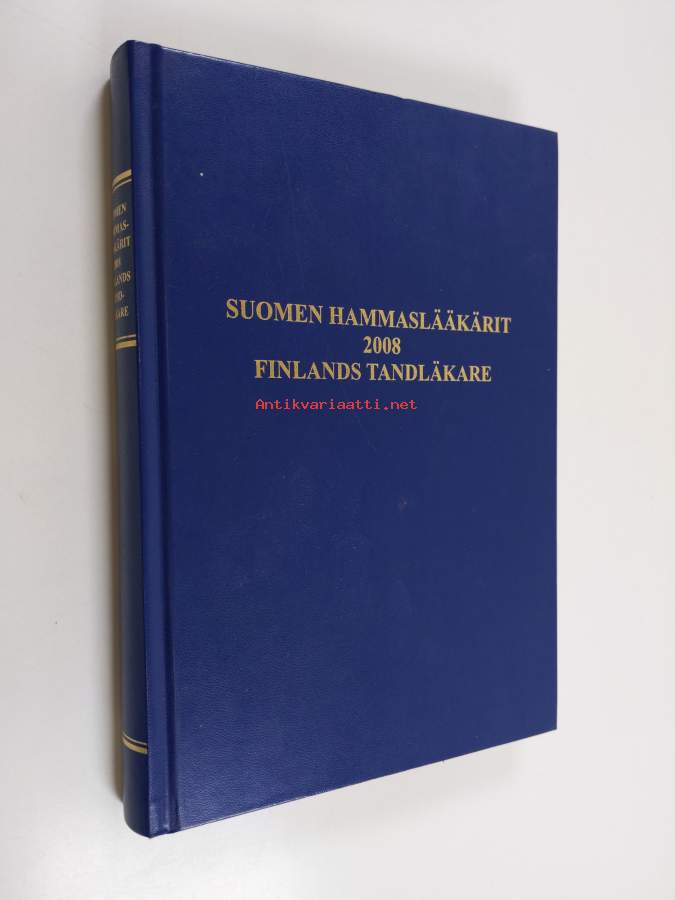 SUOMEN HAMMASLÄÄKÄRIT
2008
FINLANDS TANDLÄKARE
Antikvariaatti.net